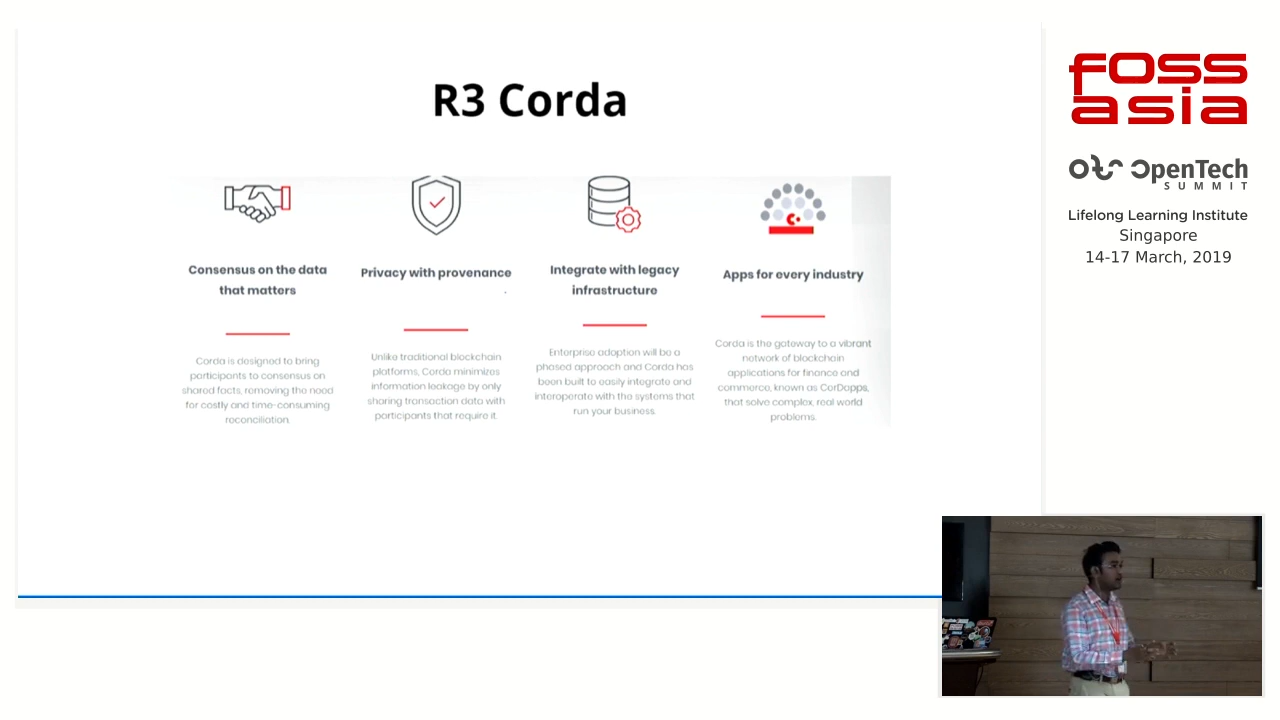 R3 Corda
Consensus on the data
that matters
Corda is designed to bring
participants to consensus on
shared facts, removing the need
for costly and time-consuming
reconciliation.
Privacy with provenance
Unlike traditional blockchain
platforms, Corda minimizes
information leakage by only
sharing transaction data with
participants that require it.
Integrate with legacy
infrastructure
Enterprise adoption will be a
phased approach and Corda has
been built to easily integrate and
interoperate with the systems that
run your business.
Apps for every industry
Corda is the gateway to a vibrant
network of blockchain
applications for finance and
commerce, known as CorDapps,
that solve complex, real world
problems.
fOSS
asia
OpenTech
SUMMIT
Lifelong Learning Institute
Singapore
14-17 March, 2019